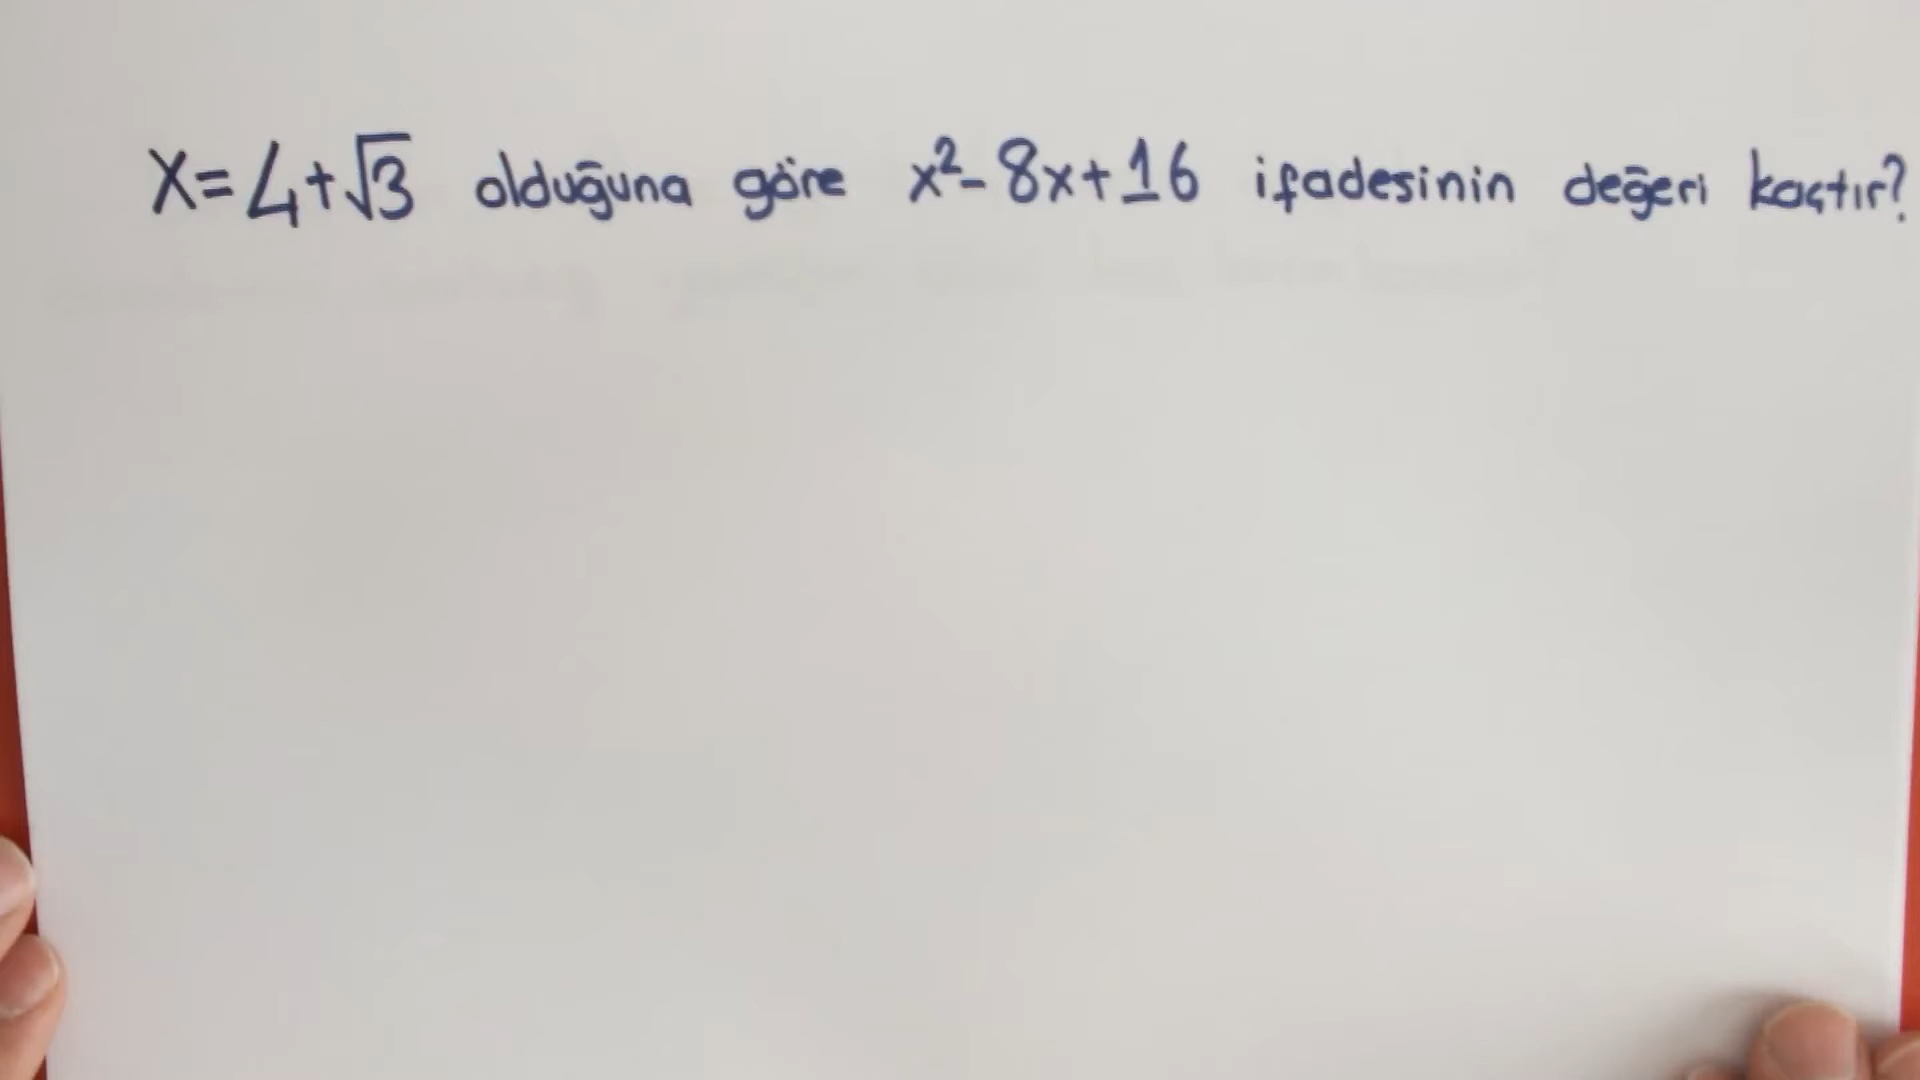 x=4+√3 olduğuna göre x²-8x+16 ifadesinin değeri kaçtır?